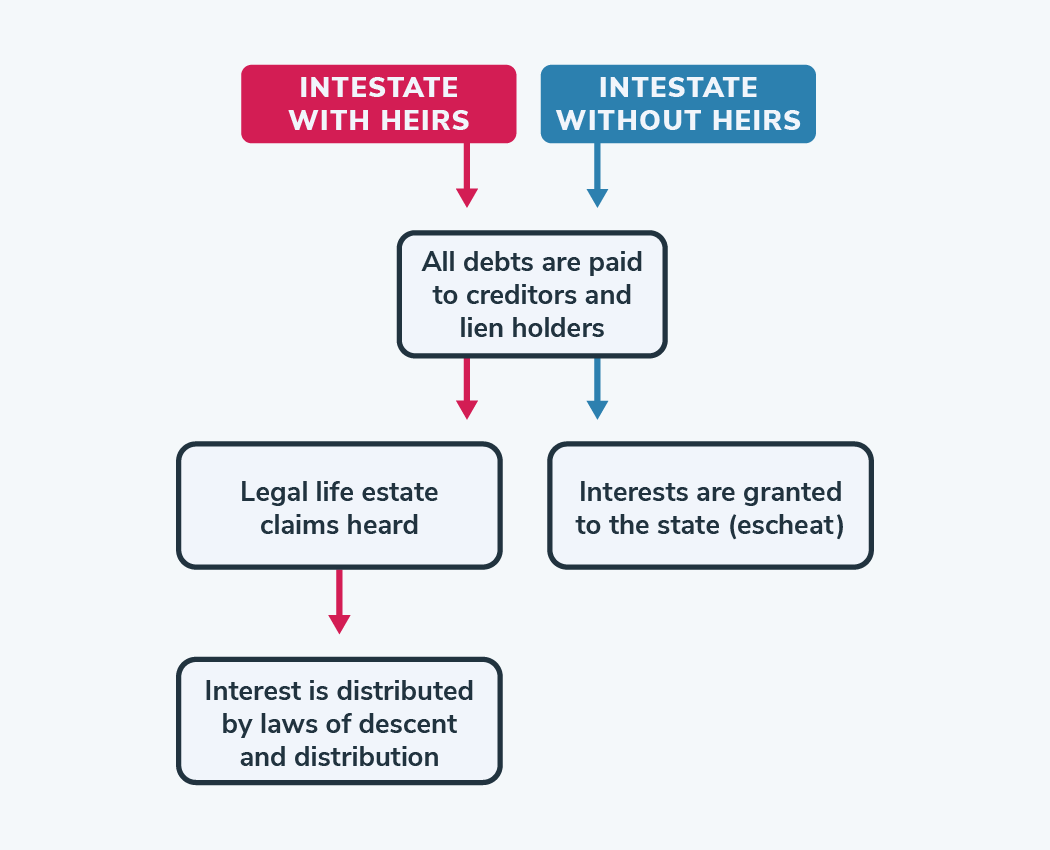 INTESTATE
WITH HEIRS
INTESTATE
WITHOUT HEIRS
All debts are paid
to creditors and
lien holders
Legal life estate
claims heard
Interests are granted
to the state (escheat)
Interest is distributed
by laws of descent
and distribution